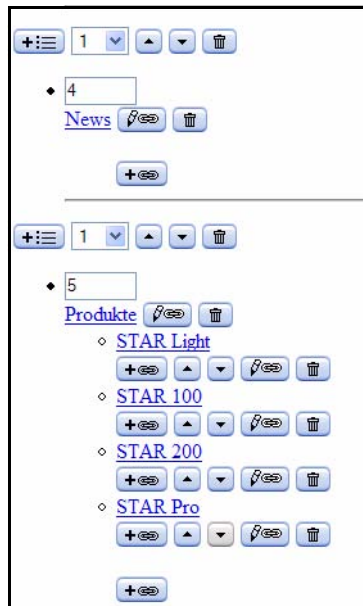 1
4
News
1
5
Produkte
STAR Light
STAR 100
STAR 200
STAR Pro